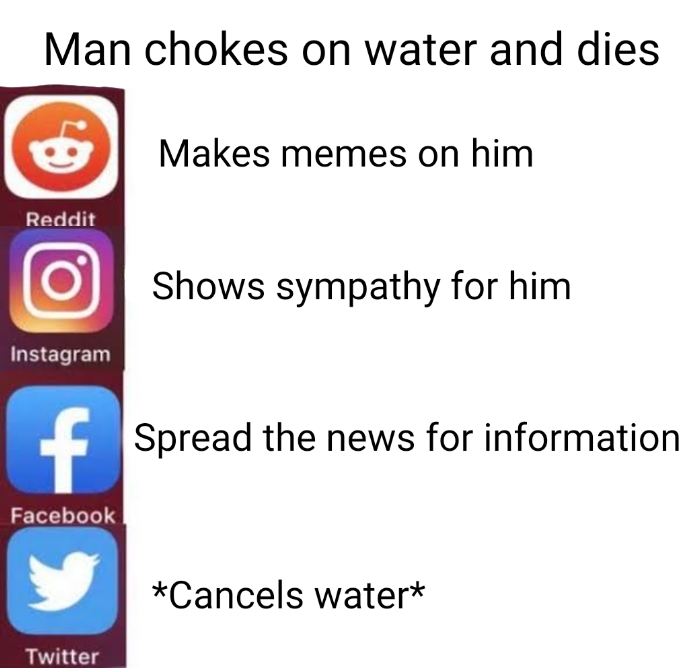 Man chokes on water and dies
Makes memes on him
Reddit
Shows sympathy for him
Instagram
Spread the news for information
Facebook
*Cancels water*
Twitter